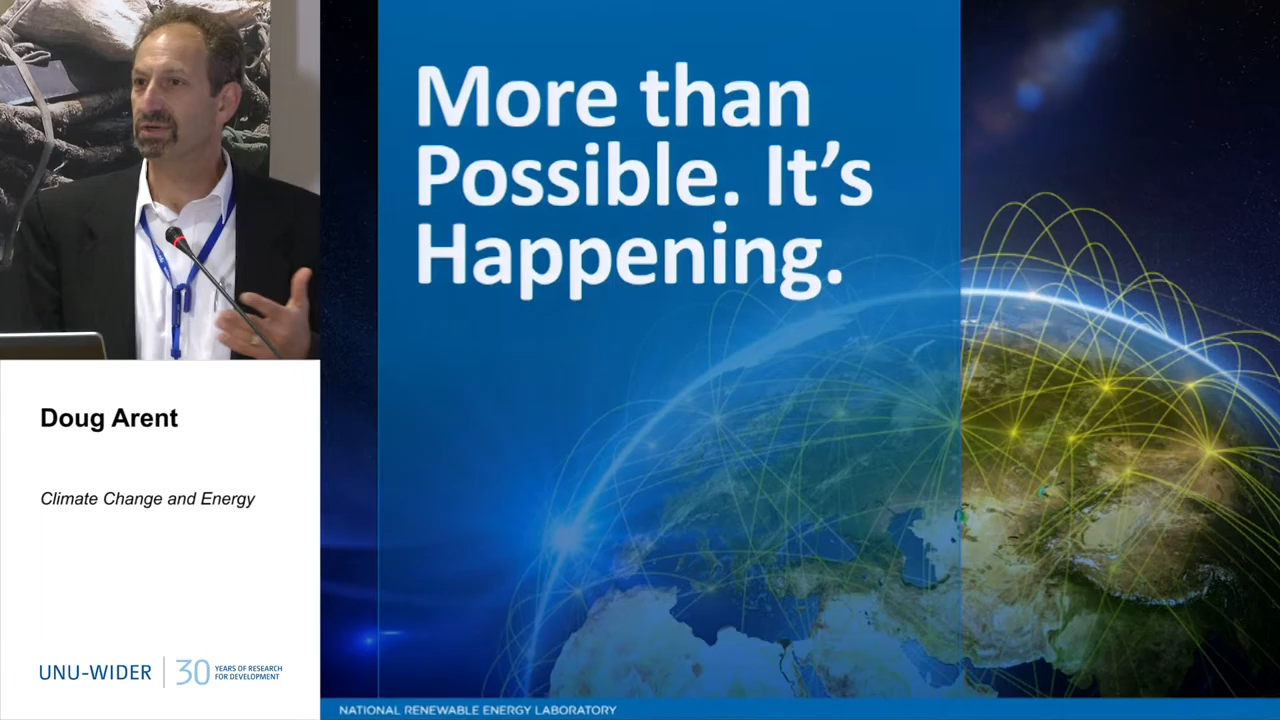 More than
Possible. It's
Happening.
Doug Arent
Climate Change and Energy
UNU-WIDER
30
YEARS OF RESEARCH
FOR DEVELOPMENT
NATIONAL RENEWABLE ENERGY LABORATORY